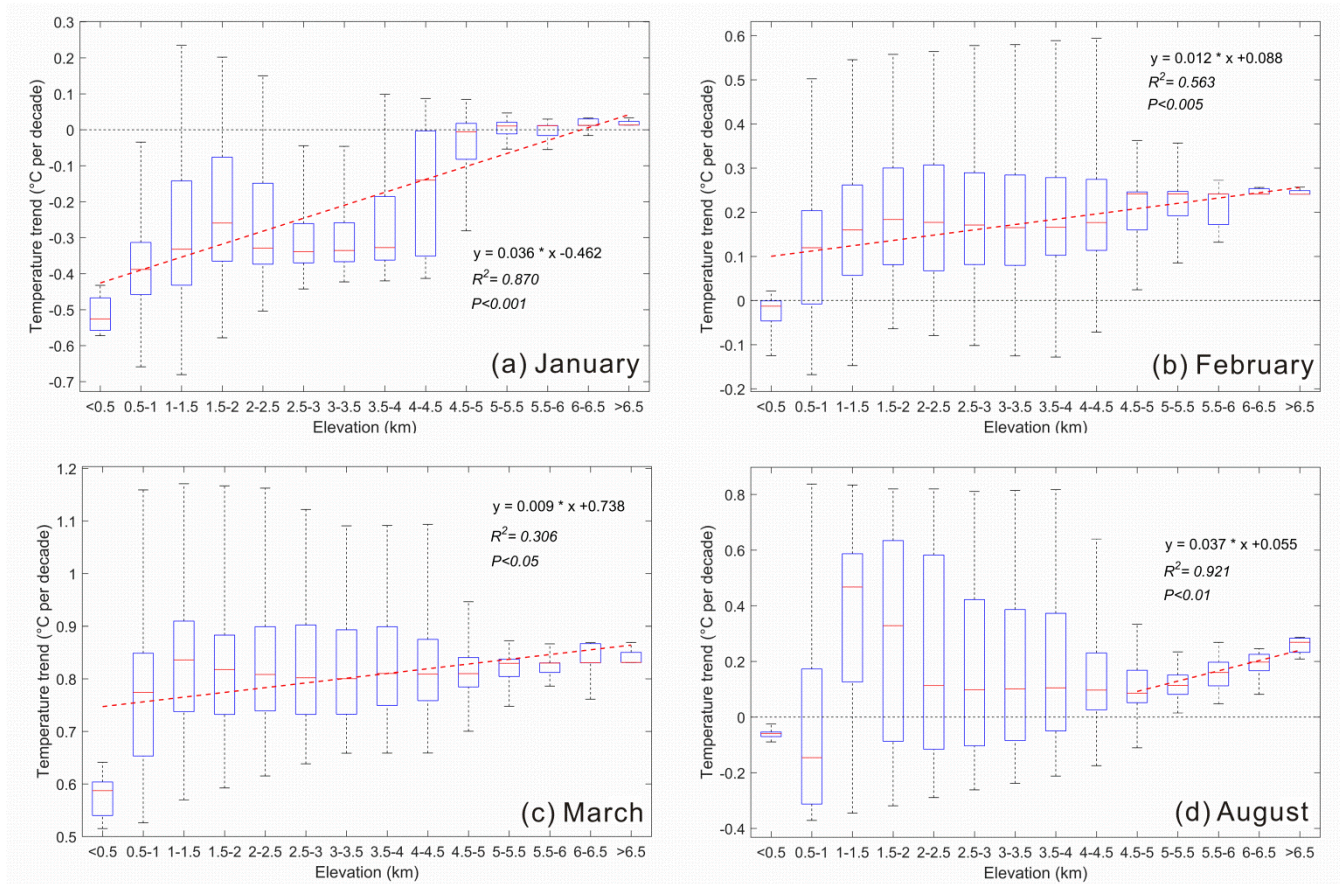 0.3
0.2
0.1
0
-0.1
-0.2
-0.3
-0.4
-0.5
-0.6
-0.7
Temperature trend (°C per decade)
y = 0.036 * x -0.462
R²= 0.870
P<0.001
(a) January
<0.5 0.5-1 1-1.5 1.5-2 2-2.5 2.5-3 3-3.5 3.5-4 4-4.5 4.5-5 5-5.5 5.5-6 6-6.5 >6.5
Elevation (km)
0.6
0.5
0.4
0.3
0.2
0.1
0
-0.1
-0.2
Temperature trend (°C per decade)
y = 0.012 * x +0.088
R²= 0.563
P<0.005
(b) February
<0.5 0.5-1 1-1.5 1.5-2 2-2.5 2.5-3 3-3.5 3.5-4 4-4.5 4.5-5 5-5.5 5.5-6 6-6.5 >6.5
Elevation (km)
1.2
1.1
1
0.9
0.8
0.7
0.6
0.5
Temperature trend (°C per decade)
y = 0.009 * x +0.738
R²= 0.306
P<0.05
(c) March
<0.5 0.5-1 1-1.5 1.5-2 2-2.5 2.5-3 3-3.5 3.5-4 4-4.5 4.5-5 5-5.5 5.5-6 6-6.5 >6.5
Elevation (km)
0.8
0.6
0.4
0.2
0
-0.2
-0.4
Temperature trend (°C per decade)
y = 0.037 * x +0.055
R²= 0.921
P<0.01
(d) August
<0.5 0.5-1 1-1.5 1.5-2 2-2.5 2.5-3 3-3.5 3.5-4 4-4.5 4.5-5 5-5.5 5.5-6 6-6.5 >6.5
Elevation (km)